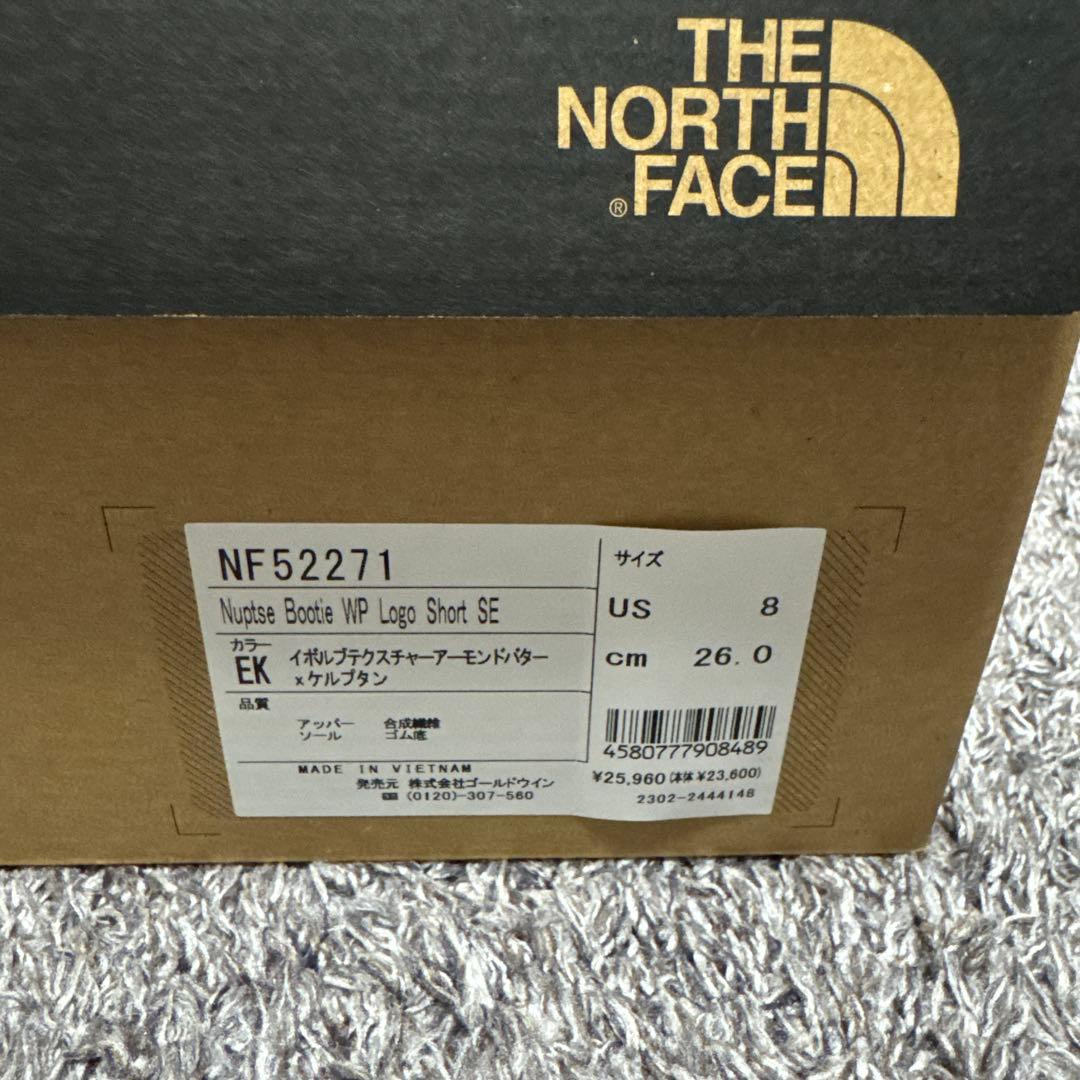 THE
NORTH
FACE
®
NF52271
Nuptse Bootie WP Logo Short SE
カラー
EK イボルブテクスチャーアーモンドバター
xケルプタン
品質
アッパー 合成繊維
ソール ゴム底
MADE IN VIETNAM
発売元 株式会社ゴールドウイン
(0120)-307-560
サイズ
US 8
cm 26.0
4580777908489
¥25,960 (本体¥23,600)
2302-2444148